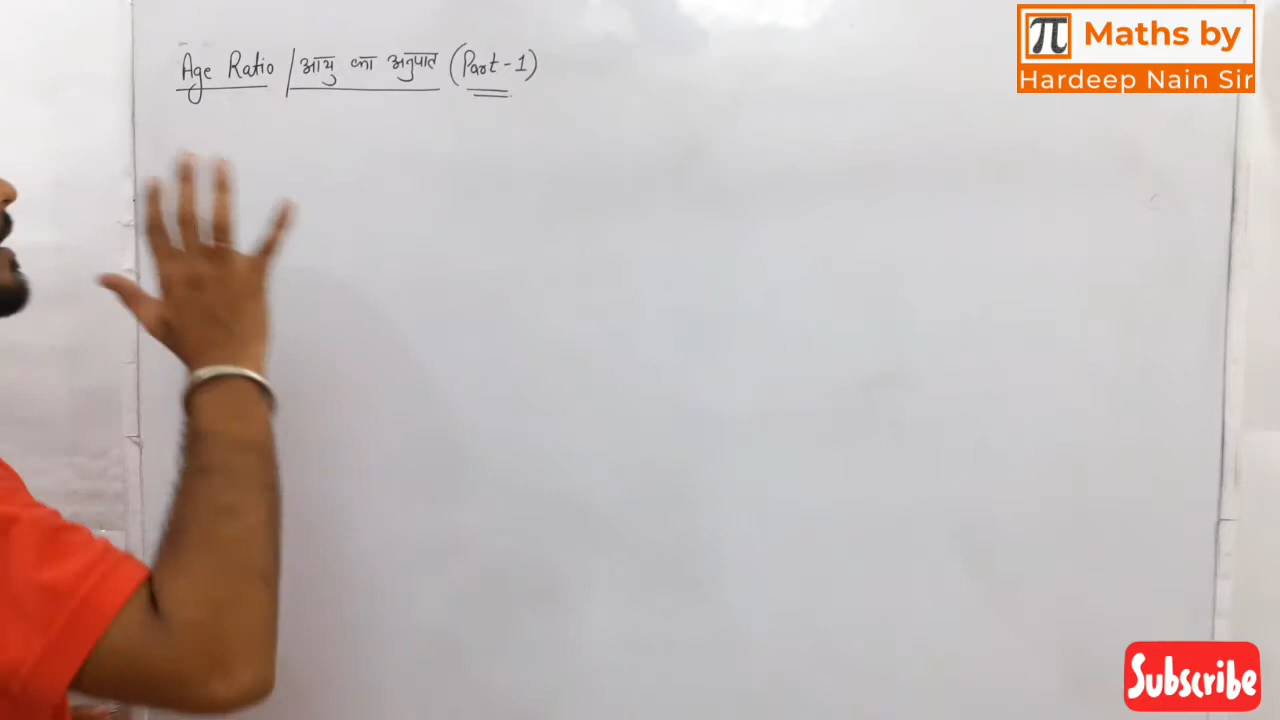 Age Ratio / आयु का अनुपात (Part-1)
π Maths by
Hardeep Nain Sir
Subscribe